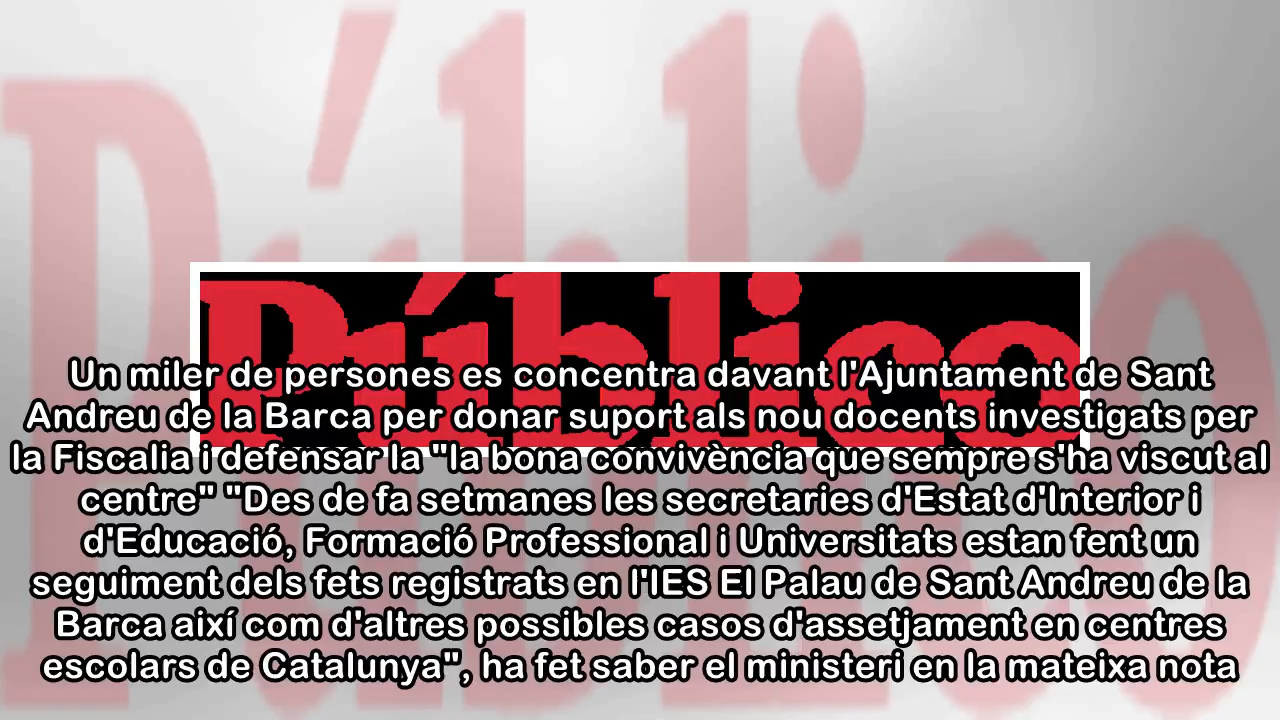 Público
Público
Un miler de persones es concentra davant l'Ajuntament de Sant
Andreu de la Barca per donar suport als nou docents investigats per
la Fiscalia i defensar la "la bona convivència que sempre s'ha viscut al
centre" "Des de fa setmanes les secretaries d'Estat d'Interior i
d'Educació, Formació Professional i Universitats estan fent un
seguiment dels fets registrats en l'IES El Palau de Sant Andreu de la
Barca així com d'altres possibles casos d'assetjament en centres
escolars de Catalunya", ha fet saber el ministeri en la mateixa nota